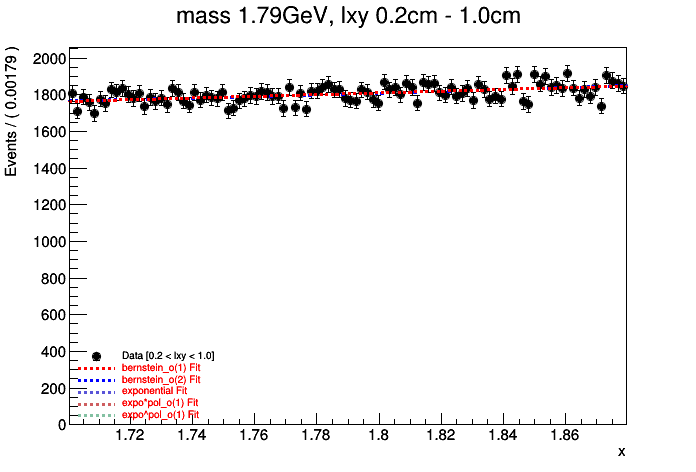 mass 1.79GeV, lxy 0.2cm - 1.0cm
Events / ( 0.00179 )
2000
1800
1600
1400
1200
1000
800
600
400
200
0
Data [0.2 < lxy < 1.0]
bernstein_o(1) Fit
bernstein_o(2) Fit
exponential Fit
expo*pol_o(1) Fit
expo^pol_o(1) Fit
1.72 1.74 1.76 1.78 1.8 1.82 1.84 1.86
x